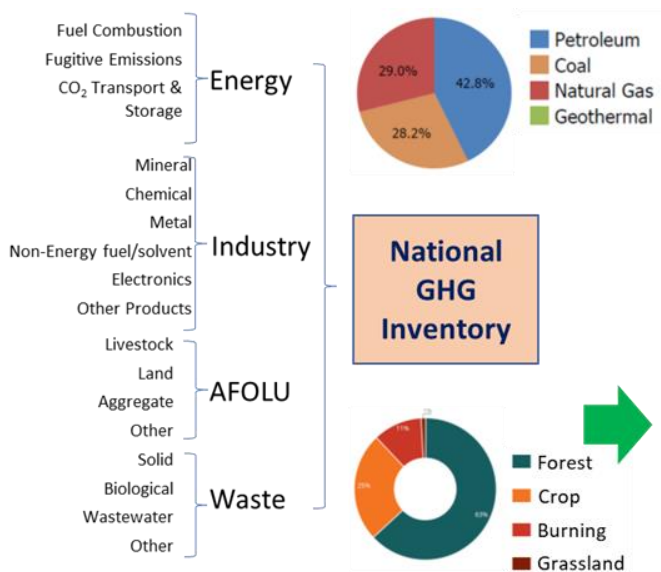 Fuel Combustion
Fugitive Emissions
CO₂ Transport &
Storage
Energy
Mineral
Chemical
Metal
Non-Energy fuel/solvent
Electronics
Other Products
Industry
Livestock
Land
Aggregate
Other
AFOLU
Solid
Biological
Wastewater
Other
Waste
29.0%
42.8%
28.2%
Petroleum
Coal
Natural Gas
Geothermal
National
GHG
Inventory
11%
25%
63%
Forest
Crop
Burning
Grassland